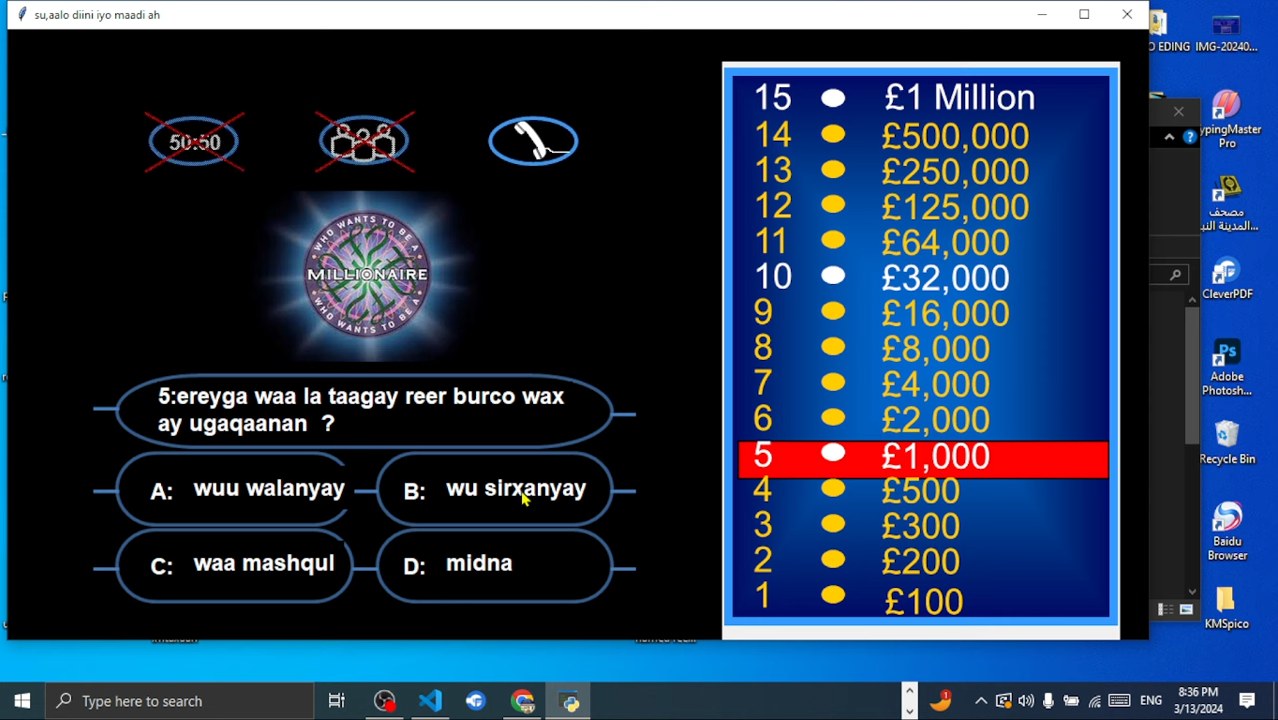 su,aalo diini iyo maadi ah
50:50
WHO WANTS TO BE A
MILLIONAIRE
WHO WANTS TO BE A
5:ereyga waa la taagay reer burco wax
ay ugaqaanan ?
A: wuu walanyay
B: wu sirxanyay
C: waa mashqul
D: midna
15 £1 Million
14 £500,000
13 £250,000
12 £125,000
11 £64,000
10 £32,000
9 £16,000
8 £8,000
7 £4,000
6 £2,000
5 £1,000
4 £500
3 £300
2 £200
1 £100
IMG-20240...
Pro
مصحف
المدينة النب...
CleverPDF
Ps
Adobe
Photosh...
Recycle Bin
Baidu
Browser
KMSpico
Type here to search
1
ENG
8:36 PM
3/13/2024